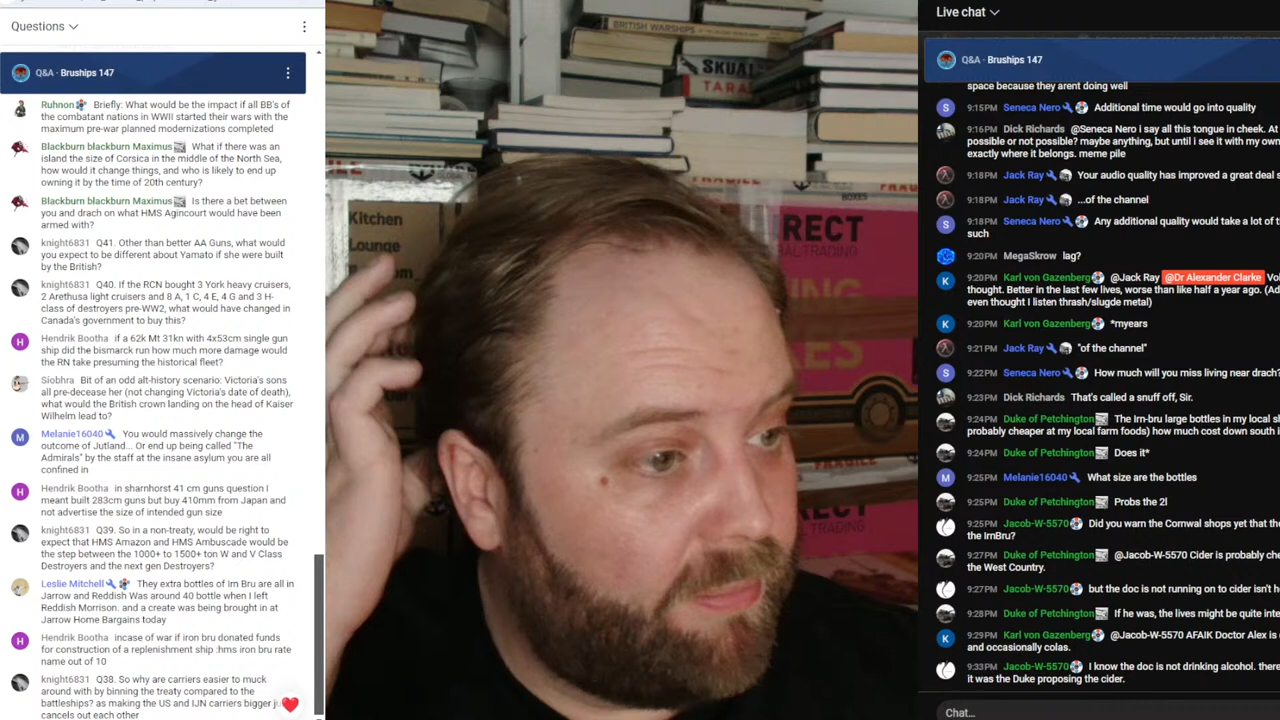 Questions
Q&A · Bruships 147
Ruhnon Briefly: What would be the impact if all BB's of
the combatant nations in WWII started their wars with the
maximum pre-war planned modernizations completed
Blackburn blackburn Maximus What if there was an
island the size of Corsica in the middle of the North Sea,
how would it change things, and who is likely to end up
owning it by the time of 20th century?
Blackburn blackburn Maximus Is there a bet between
you and drach on what HMS Agincourt would have been
armed with?
knight6831 Q41. Other than better AA Guns, what would
you expect to be different about Yamato if she were built
by the British?
knight6831 Q40. If the RCN bought 3 York heavy cruisers,
2 Arethusa light cruisers and 8 A, 1 C, 4 E, 4 G and 3 H-
class of destroyers pre-WW2, what would have changed in
Canada's government to buy this?
H
Hendrik Bootha if a 62k Mt 31kn with 4x53cm single gun
ship did the bismarck run how much more damage would
the RN take presuming the historical fleet?
Síobhra Bit of an odd alt-history scenario: Victoria's sons
all pre-decease her (not changing Victoria's date of death),
what would the British crown landing on the head of Kaiser
Wilhelm lead to?
M
Melanie16040 You would massively change the
outcome of Jutland... Or end up being called "The
Admirals" by the staff at the insane asylum you are all
confined in
H
Hendrik Bootha in sharnhorst 41 cm guns question I
meant built 283cm guns but buy 410mm from Japan and
not advertise the size of intended gun size
knight6831 Q39. So in a non-treaty, would be right to
expect that HMS Amazon and HMS Ambuscade would be
the step between the 1000+ to 1500+ ton W and V Class
Destroyers and the next gen Destroyers?
Leslie Mitchell They extra bottles of Irn Bru are all in
Jarrow and Reddish Was around 40 bottle when I left
Reddish Morrison. and a create was being brought in at
Jarrow Home Bargains today
H
Hendrik Bootha incase of war if iron bru donated funds
for construction of a replenishment ship :hms iron bru rate
name out of 10
knight6831 Q38. So why are carriers easier to muck
around with by binning the treaty compared to the
battleships? as making the US and IJN carriers bigger
cancels out each other
BRITISH WARSHIPS
SKUA
TARA
FRAGILE
BOXES
Kitchen
Lounge
DIRECT
TRADING
FRAGILE
TRADING
Live chat
Q&A · Bruships 147
space because they arent doing well
S
9:15PM Seneca Nero Additional time would go into quality
9:16PM Dick Richards @Seneca Nero i say all this tongue in cheek. At
possible or not possible? maybe anything, but until I see it with my own
exactly where it belongs. meme pile
9:18PM Jack Ray Your audio quality has improved a great deal
9:18PM Jack Ray ...of the channel
S
9:18PM Seneca Nero Any additional quality would take a lot of
such
9:20PM MegaSkrow lag?
K
9:20PM Karl von Gazenberg @Jack Ray @Dr Alexander Clarke
thought. Better in the last few lives, worse than like half a year ago.
even thought I listen thrash/slugde metal)
K
9:20PM Karl von Gazenberg *myears
9:21PM Jack Ray "of the channel"
S
9:22PM Seneca Nero How much will you miss living near drach?
9:23PM Dick Richards That's called a snuff off, Sir.
9:24PM Duke of Petchington The Irn-bru large bottles in my local
probably cheaper at my local farm foods) how much cost down south
9:24PM Duke of Petchington Does it*
M
9:25PM Melanie16040 What size are the bottles
9:25PM Duke of Petchington Probs the 2l
9:25PM Jacob-W-5570 Did you warn the Cornwal shops yet that the
the IrnBru?
9:27PM Duke of Petchington @Jacob-W-5570 Cider is probably
the West Country.
9:27PM Jacob-W-5570 but the doc is not running on to cider isn't
9:28PM Duke of Petchington If he was, the lives might be quite
K
9:29PM Karl von Gazenberg @Jacob-W-5570 AFAIK Doctor Alex is
and occasionally colas.
9:33PM Jacob-W-5570 I know the doc is not drinking alcohol.
it was the Duke proposing the cider.
Chat...